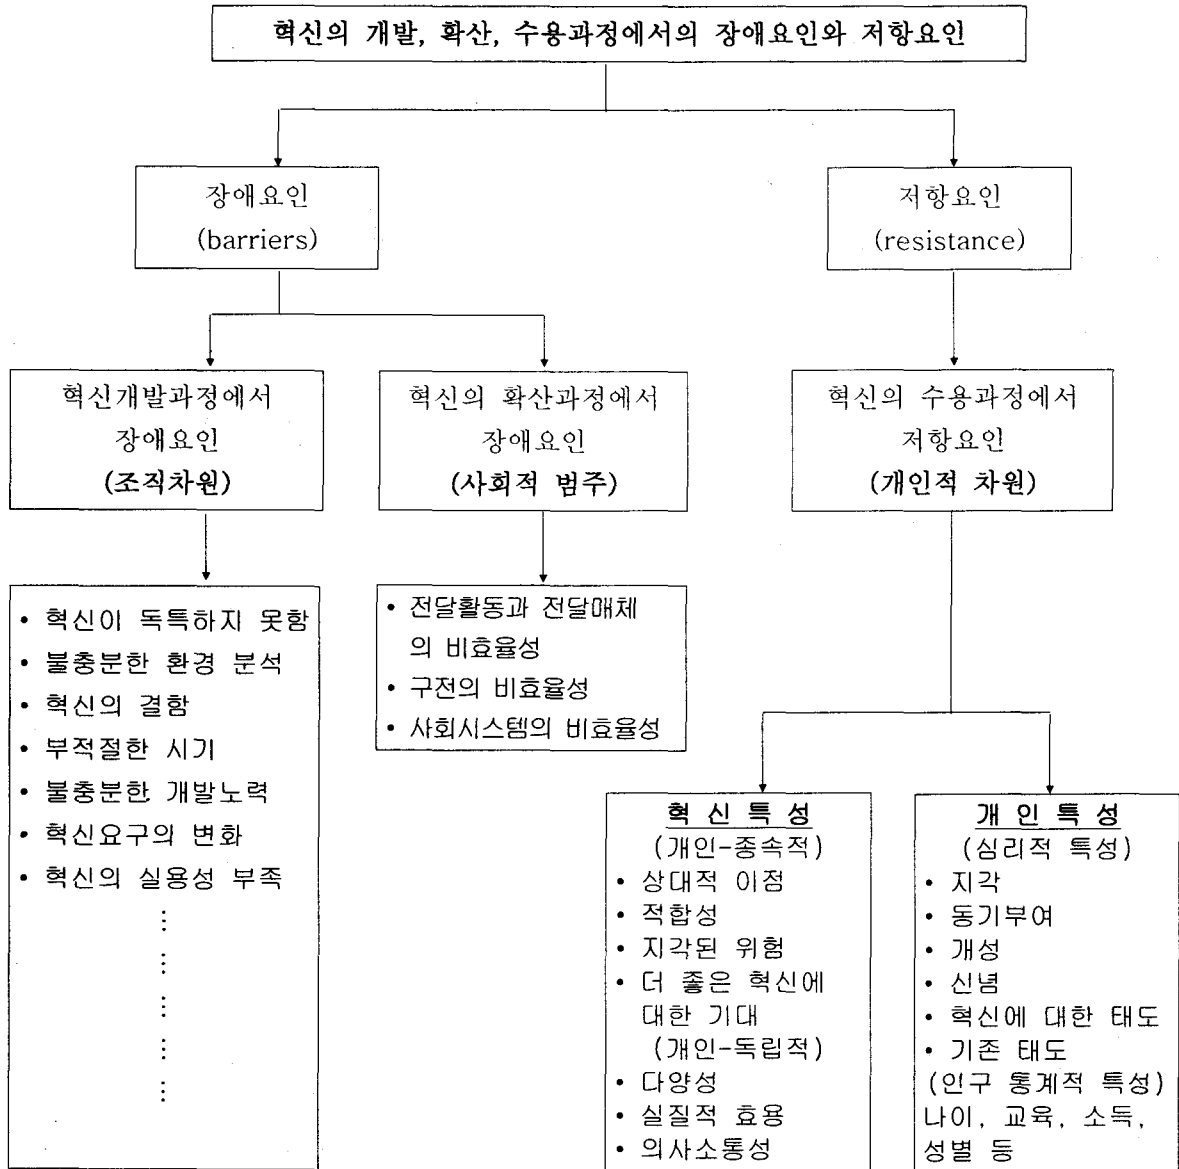 혁신의 개발, 확산, 수용과정에서의 장애요인와 저항요인
장애요인
(barriers)
저항요인
(resistance)
혁신개발과정에서
장애요인
(조직차원)
혁신의 확산과정에서
장애요인
(사회적 범주)
혁신의 수용과정에서
저항요인
(개인적 차원)
• 혁신이 독특하지 못함
• 불충분한 환경 분석
• 혁신의 결함
• 부적절한 시기
• 불충분한 개발노력
• 혁신요구의 변화
• 혁신의 실용성 부족
⋮
⋮
⋮
⋮
⋮
• 전달활동과 전달매체
의 비효율성
• 구전의 비효율성
• 사회시스템의 비효율성
혁 신 특 성
(개인-종속적)
• 상대적 이점
• 적합성
• 지각된 위험
• 더 좋은 혁신에
대한 기대
(개인-독립적)
• 다양성
• 실질적 효용
• 의사소통성
개 인 특 성
(심리적 특성)
• 지각
• 동기부여
• 개성
• 신념
• 혁신에 대한 태도
• 기존 태도
(인구 통계적 특성)
나이, 교육, 소득,
성별 등